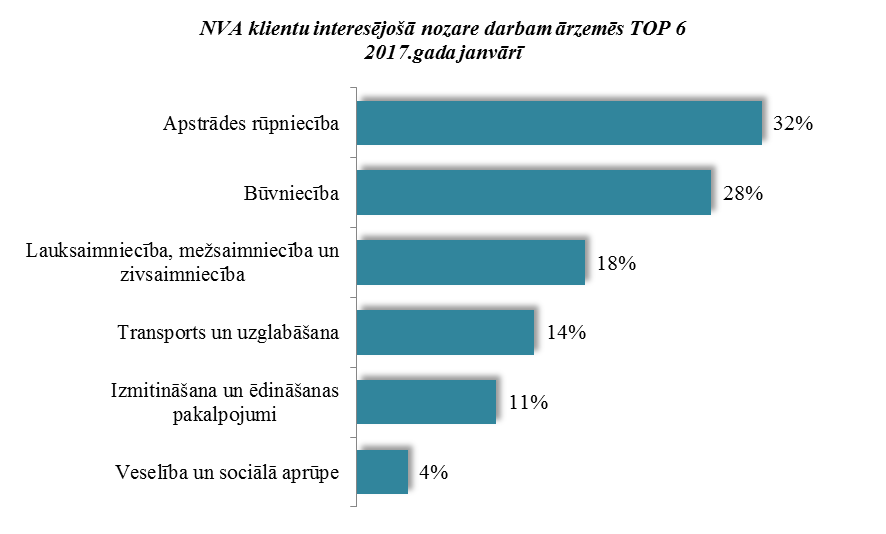 NVA klientu interesējošā nozare darbam ārzemēs TOP 6
2017.gada janvārī
Apstrādes rūpniecība
32%
Būvniecība
28%
Lauksaimniecība, mežsaimniecība un
zivsaimniecība
18%
Transports un uzglabāšana
14%
Izmitināšana un ēdināšanas
pakalpojumi
11%
Veselība un sociālā aprūpe
4%